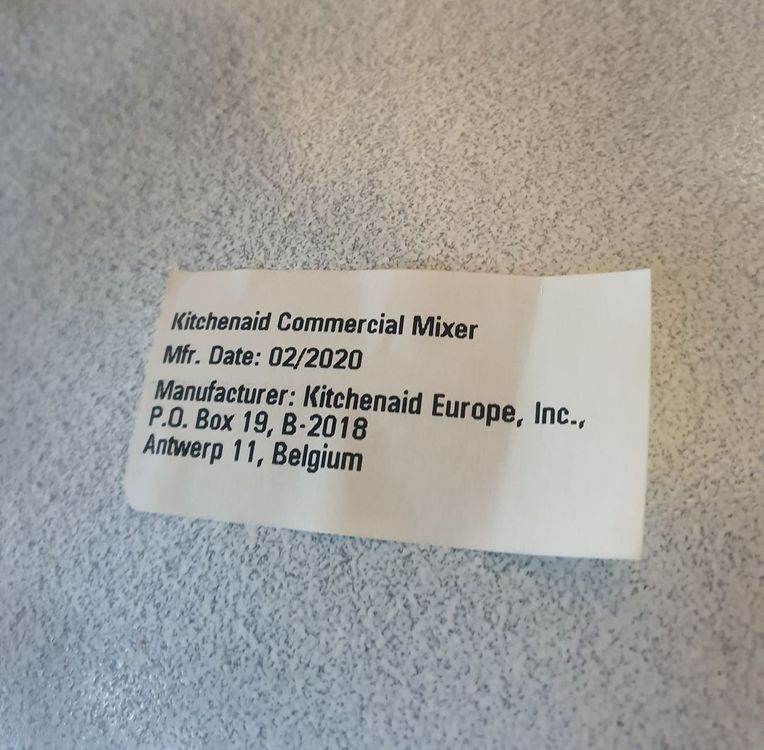 Kitchenaid Commercial Mixer
Mfr. Date: 02/2020
Manufacturer: Kitchenaid Europe, Inc.,
P.O. Box 19, B-2018
Antwerp 11, Belgium